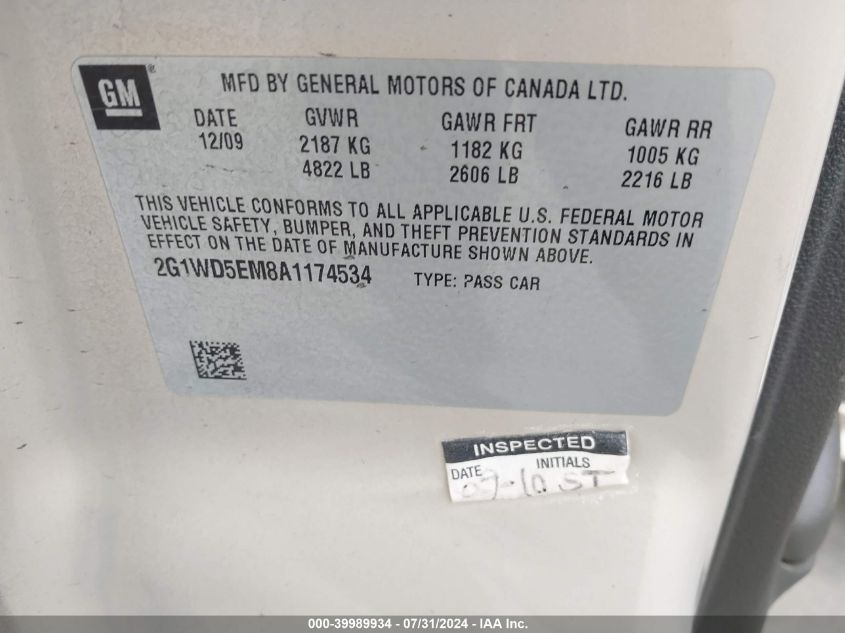 GM ®
MFD BY GENERAL MOTORS OF CANADA LTD.
DATE GVWR GAWR FRT GAWR RR
12/09 2187 KG 1182 KG 1005 KG
4822 LB 2606 LB 2216 LB
THIS VEHICLE CONFORMS TO ALL APPLICABLE U.S. FEDERAL MOTOR
VEHICLE SAFETY, BUMPER, AND THEFT PREVENTION STANDARDS IN
EFFECT ON THE DATE OF MANUFACTURE SHOWN ABOVE.
2G1WD5EM8A1174534 TYPE: PASS CAR
INSPECTED
DATE INITIALS
07-10 ST
000-39989934 - 07/31/2024 - IAA Inc.